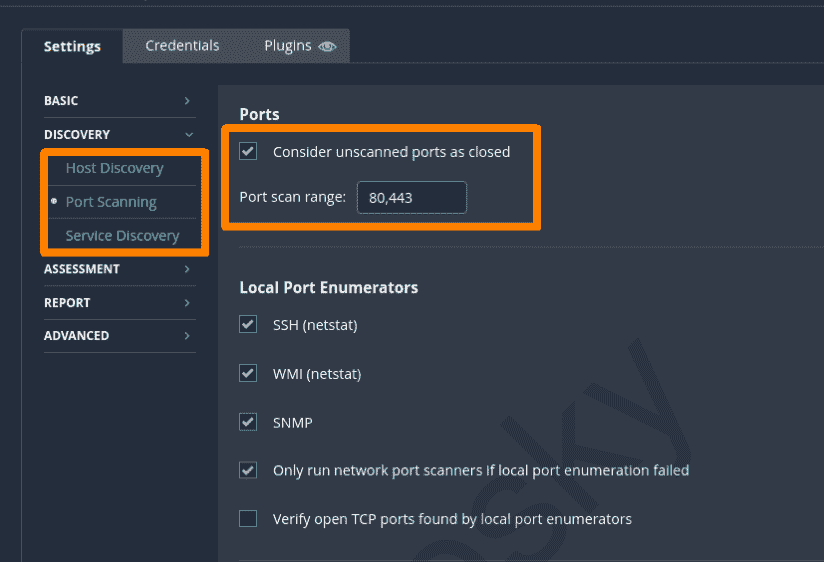 Settings
Credentials
Plugins
BASIC
DISCOVERY
Host Discovery
Port Scanning
Service Discovery
ASSESSMENT
REPORT
ADVANCED
Ports
Consider unscanned ports as closed
Port scan range: 80,443
Local Port Enumerators
SSH (netstat)
WMI (netstat)
SNMP
Only run network port scanners if local port enumeration failed
Verify open TCP ports found by local port enumerators